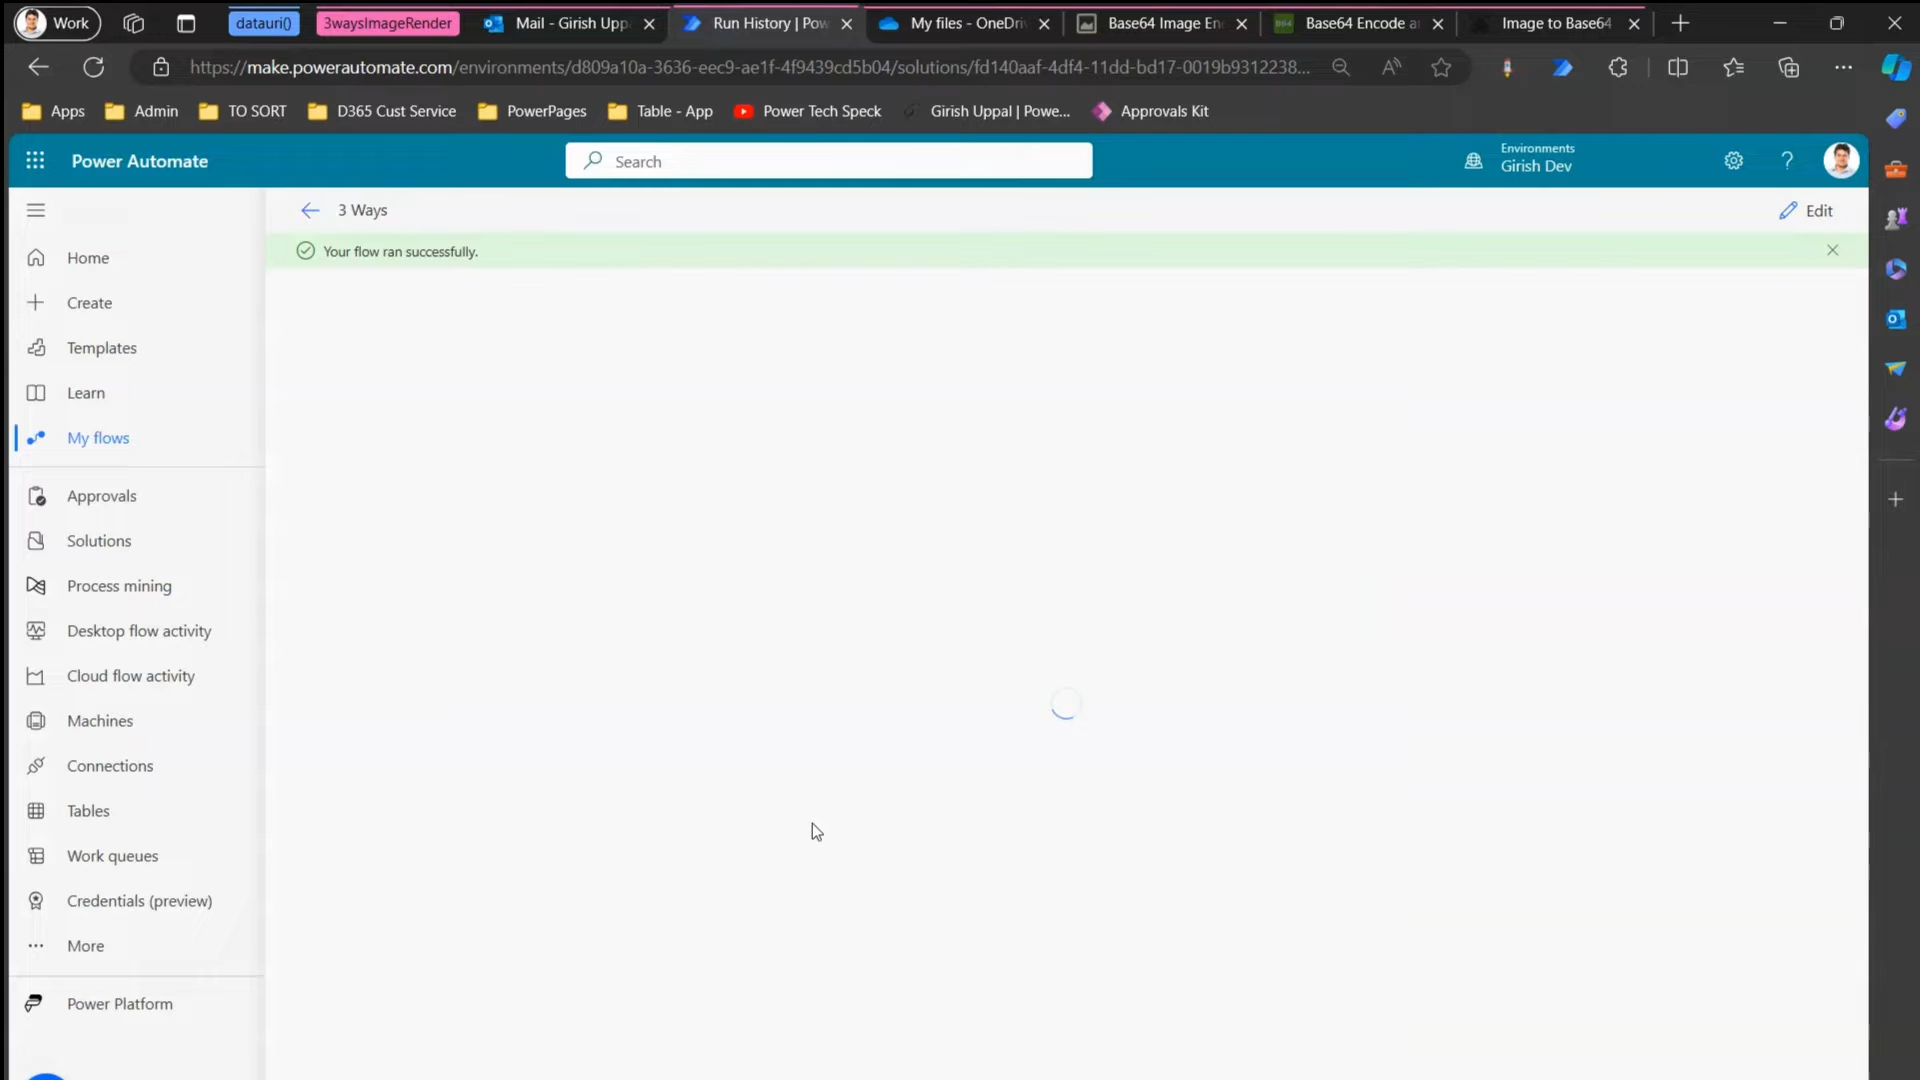 Work
datauri()
3waysImageRender
Mail - Girish Upp
Run History | Pow
My files - OneDri
Base64 Image En
Base64 Encode a
Image to Base64
https://make.powerautomate.com/environments/d809a10a-3636-eec9-ae1f-4f9439cd5b04/solutions/fd140aaf-4df4-11dd-bd17-0019b9312238...
Apps
Admin
TO SORT
D365 Cust Service
PowerPages
Table - App
Power Tech Speck
Girish Uppal | Powe...
Approvals Kit
Power Automate
Search
Environments
Girish Dev
3 Ways
Edit
Your flow ran successfully.
Home
Create
Templates
Learn
My flows
Approvals
Solutions
Process mining
Desktop flow activity
Cloud flow activity
Machines
Connections
Tables
Work queues
Credentials (preview)
More
Power Platform